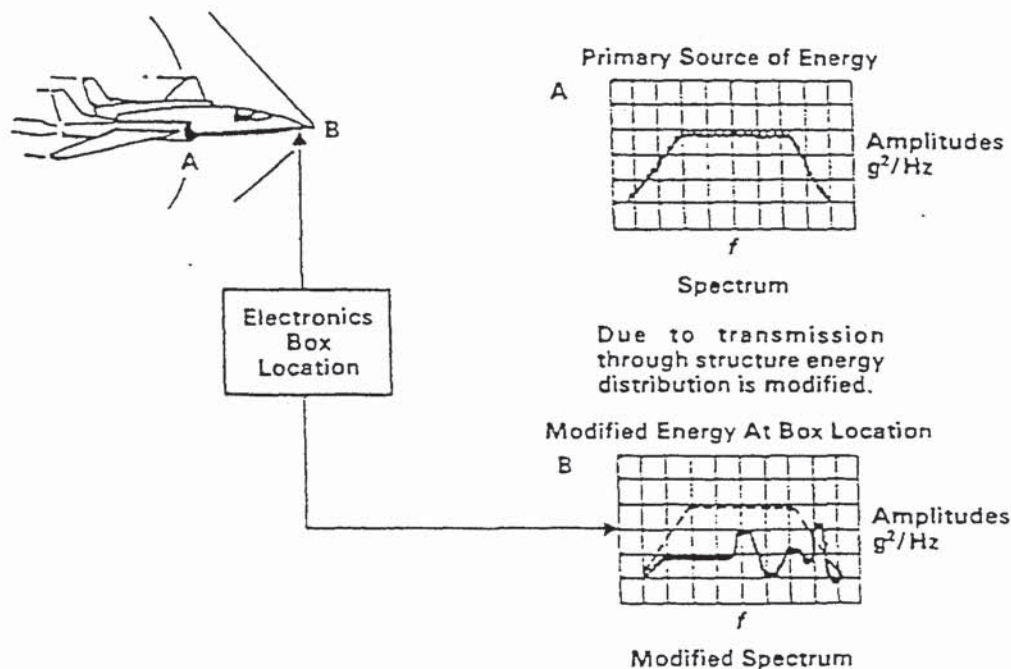 B
A
Electronics
Box
Location
Primary Source of Energy
A
Amplitudes
g²/Hz
f
Spectrum
Due to transmission
through structure energy
distribution is modified.
Modified Energy At Box Location
B
Amplitudes
g²/Hz
f
Modified Spectrum